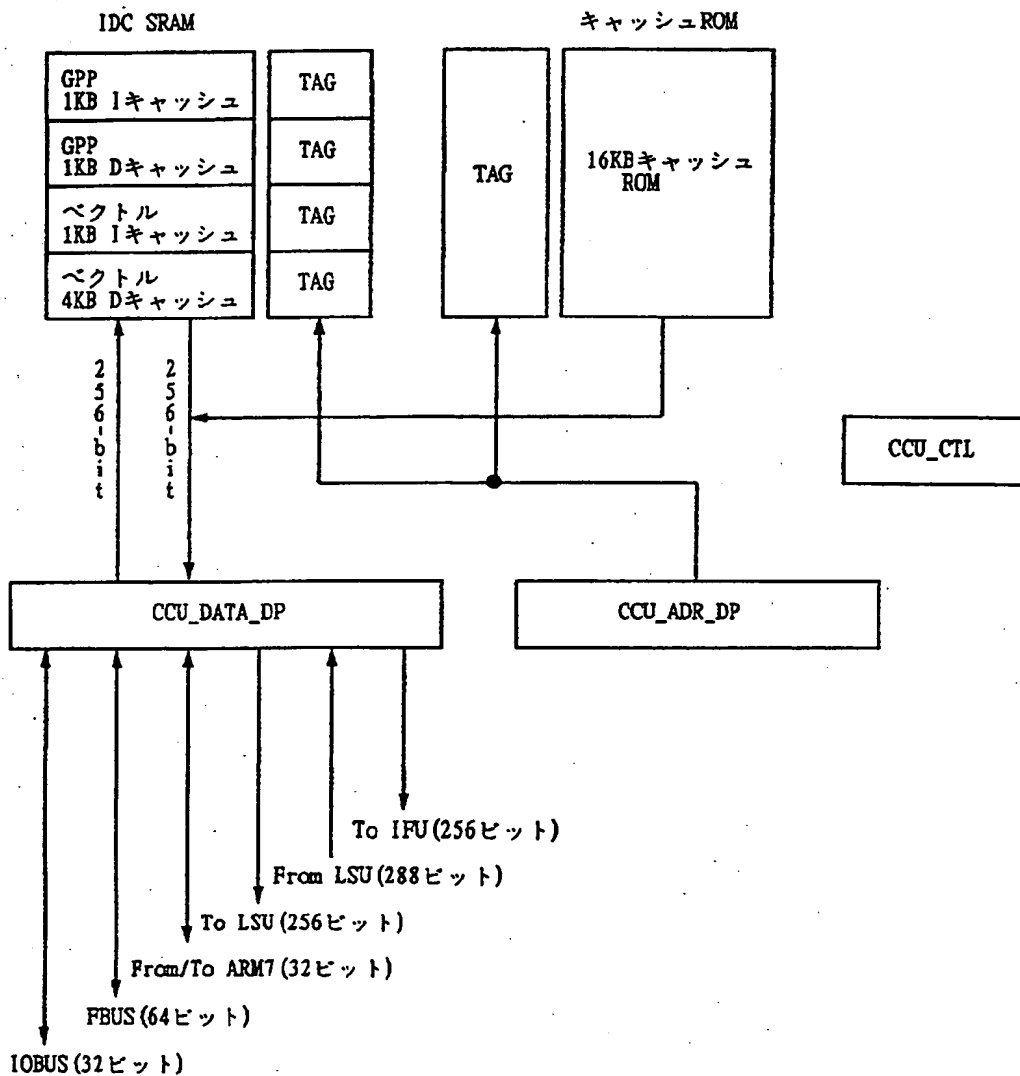 IDC SRAM
キャッシュROM
GPP
1KB Iキャッシュ
TAG
GPP
1KB Dキャッシュ
TAG
ベクトル
1KB Iキャッシュ
TAG
ベクトル
4KB Dキャッシュ
TAG
TAG
16KBキャッシュ
ROM
256-bit
256-bit
CCU_CTL
CCU_DATA_DP
CCU_ADR_DP
To IFU(256ビット)
From LSU(288ビット)
To LSU(256ビット)
From/To ARM7(32ビット)
FBUS(64ビット)
IOBUS(32ビット)